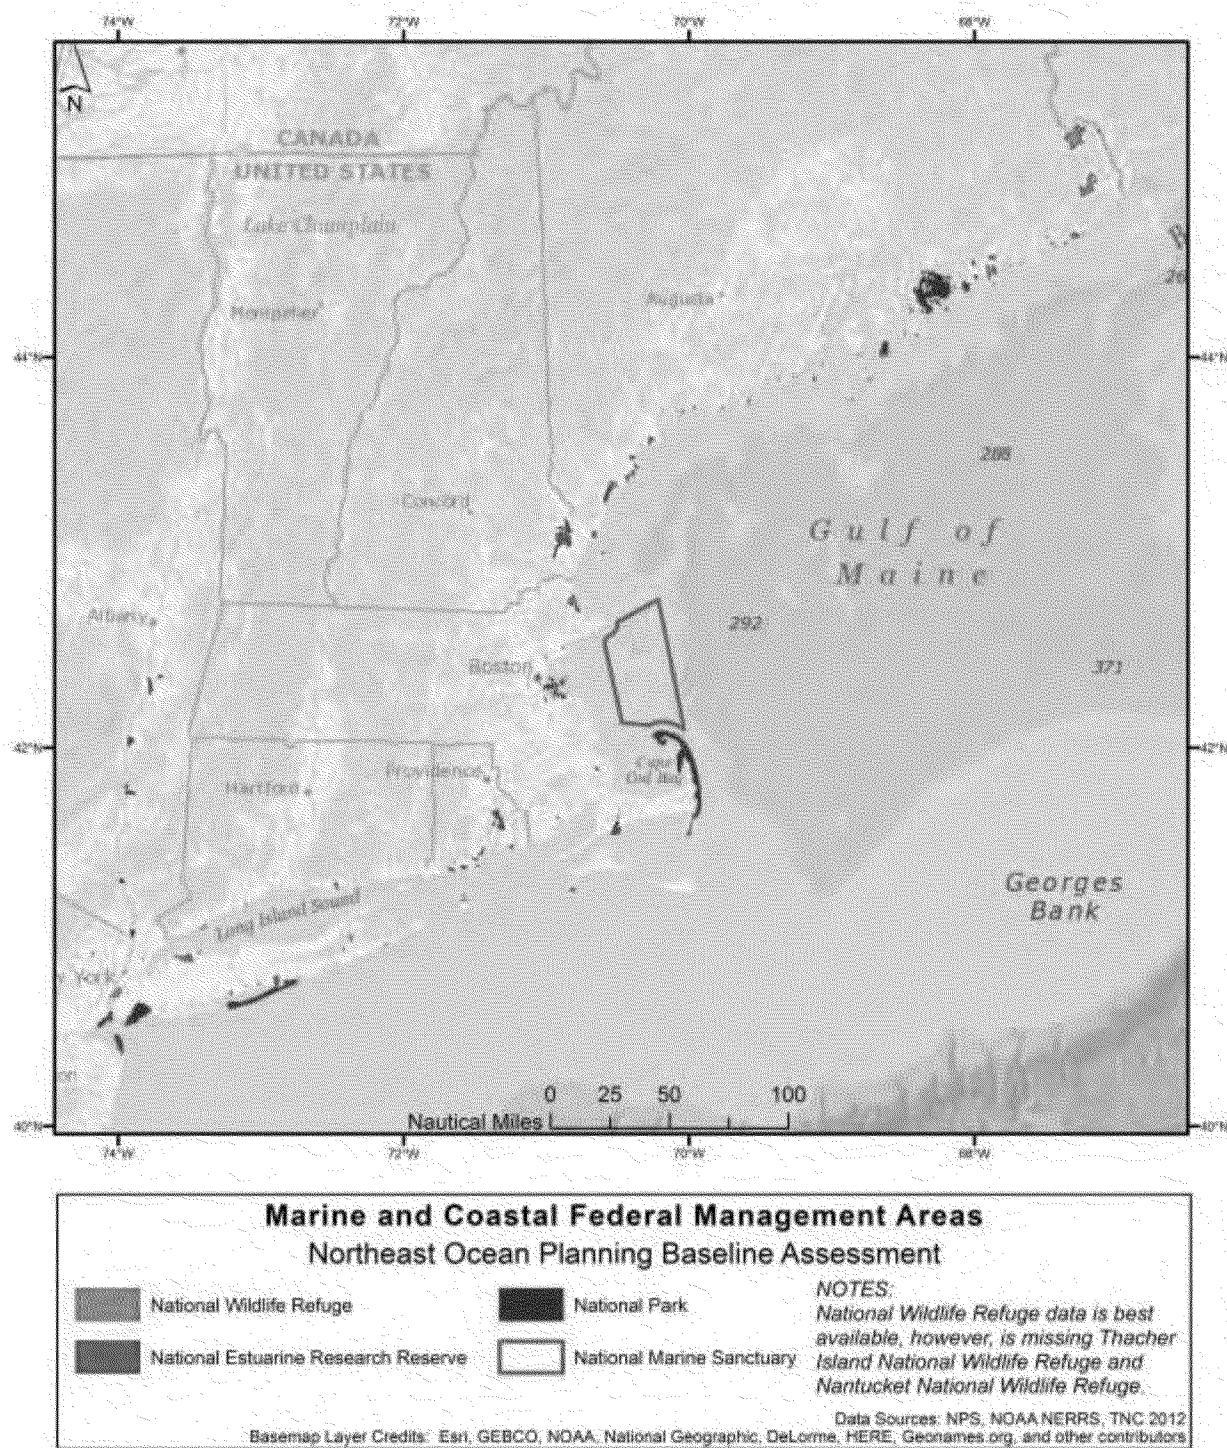 74°W 72°W 70°W 68°W
N
CANADA
UNITED STATES
Lake Champlain
Montpelier
Augusta
26
44°N 44°N
288
Concord
Gulf of
Maine
Albany
292
Boston
371
42°N 42°N
Cape
Cod Bay
Providence
Hartford
Georges
Bank
Long Island Sound
York
0 25 50 100
Nautical Miles
40°N 40°N
74°W 72°W 70°W 68°W
Marine and Coastal Federal Management Areas
Northeast Ocean Planning Baseline Assessment
National Wildlife Refuge
National Estuarine Research Reserve
National Park
National Marine Sanctuary
NOTES:
National Wildlife Refuge data is best
available, however, is missing Thacher
Island National Wildlife Refuge and
Nantucket National Wildlife Refuge.
Data Sources: NPS, NOAA NERRS, TNC 2012
Basemap Layer Credits: Esri, GEBCO, NOAA, National Geographic, DeLorme, HERE, Geonames.org, and other contributors